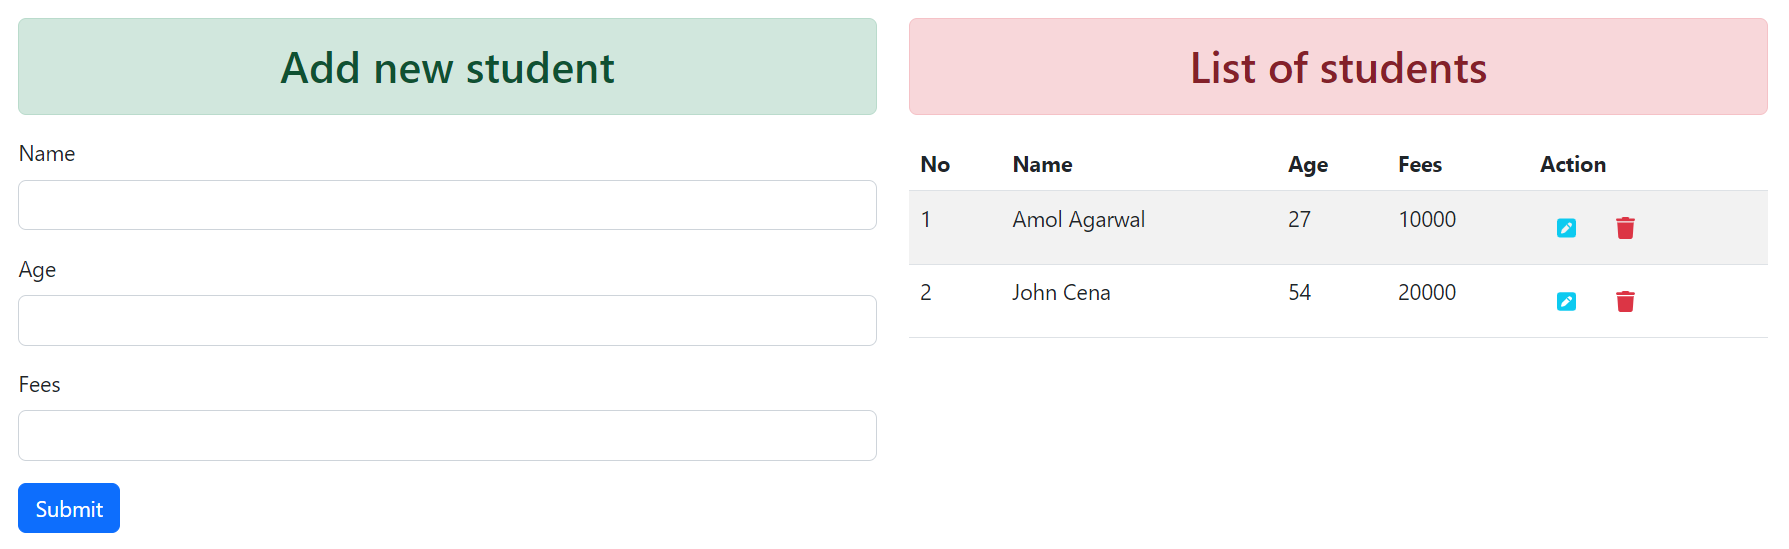 Add new student
Name
Age
Fees
Submit
List of students
No Name Age Fees Action
1 Amol Agarwal 27 10000
2 John Cena 54 20000